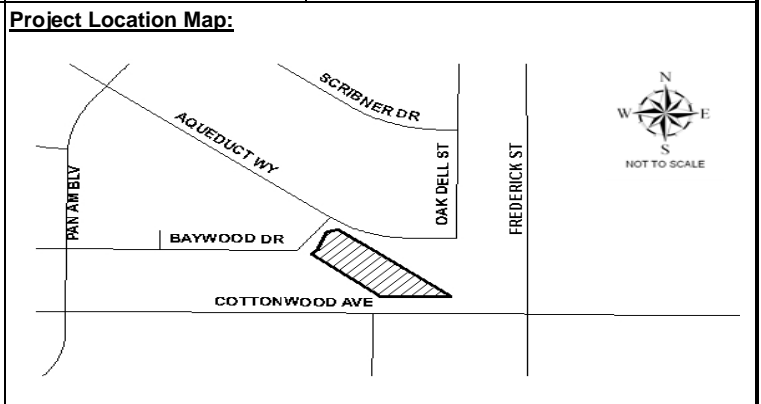 Project Location Map:
SCRIBNER DR
AQUEDUCT WY
PAN AM BLV
BAYWOOD DR
OAK DELL ST
FREDERICK ST
COTTONWOOD AVE
N
W E
S
NOT TO SCALE